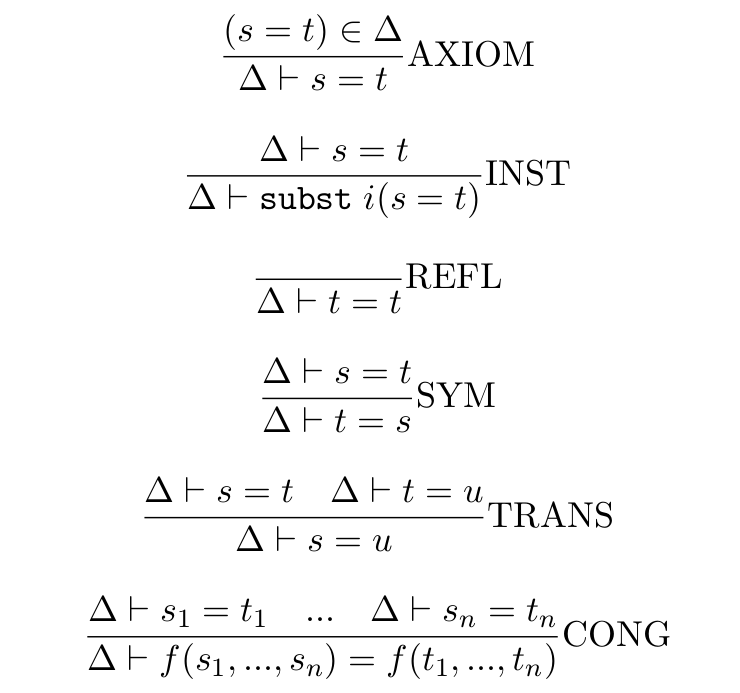 (s = t) ∈ Δ
Δ ⊢ s = t AXIOM
Δ ⊢ s = t
Δ ⊢ subst i(s = t) INST
Δ ⊢ t = t REFL
Δ ⊢ s = t
Δ ⊢ t = s SYM
Δ ⊢ s = t Δ ⊢ t = u
Δ ⊢ s = u TRANS
Δ ⊢ s₁ = t₁ ... Δ ⊢ sₙ = tₙ
Δ ⊢ f(s₁, ..., sₙ) = f(t₁, ..., tₙ) CONG